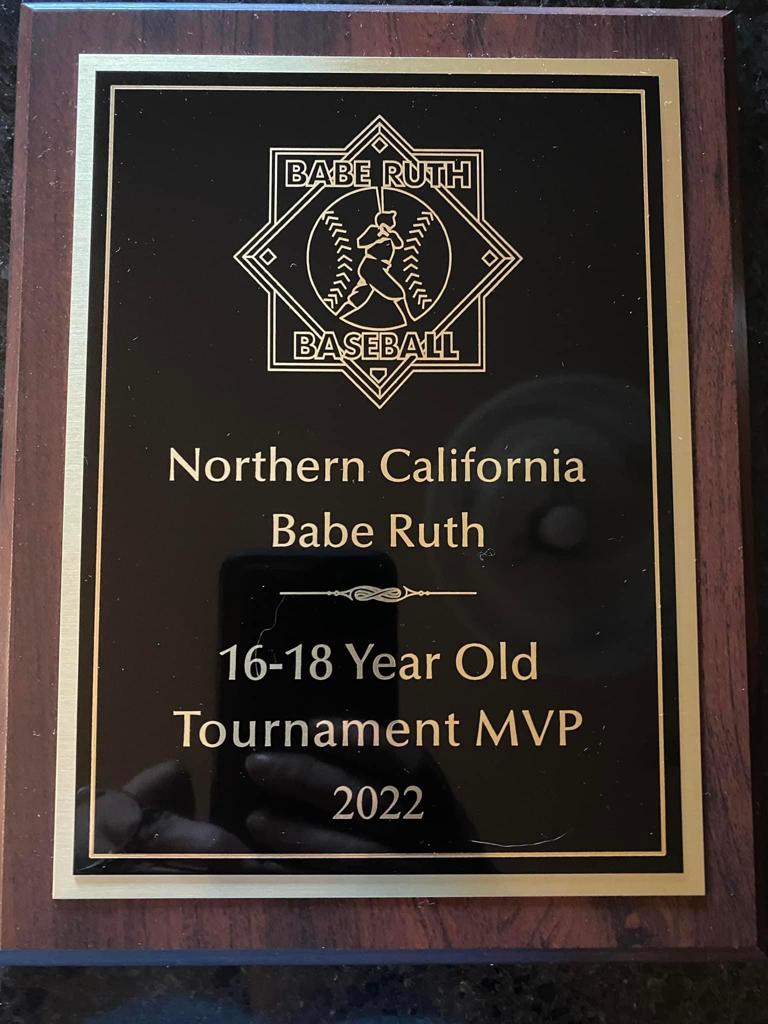 BABE RUTH
BASEBALL
Northern California
Babe Ruth
16-18 Year Old
Tournament MVP
2022